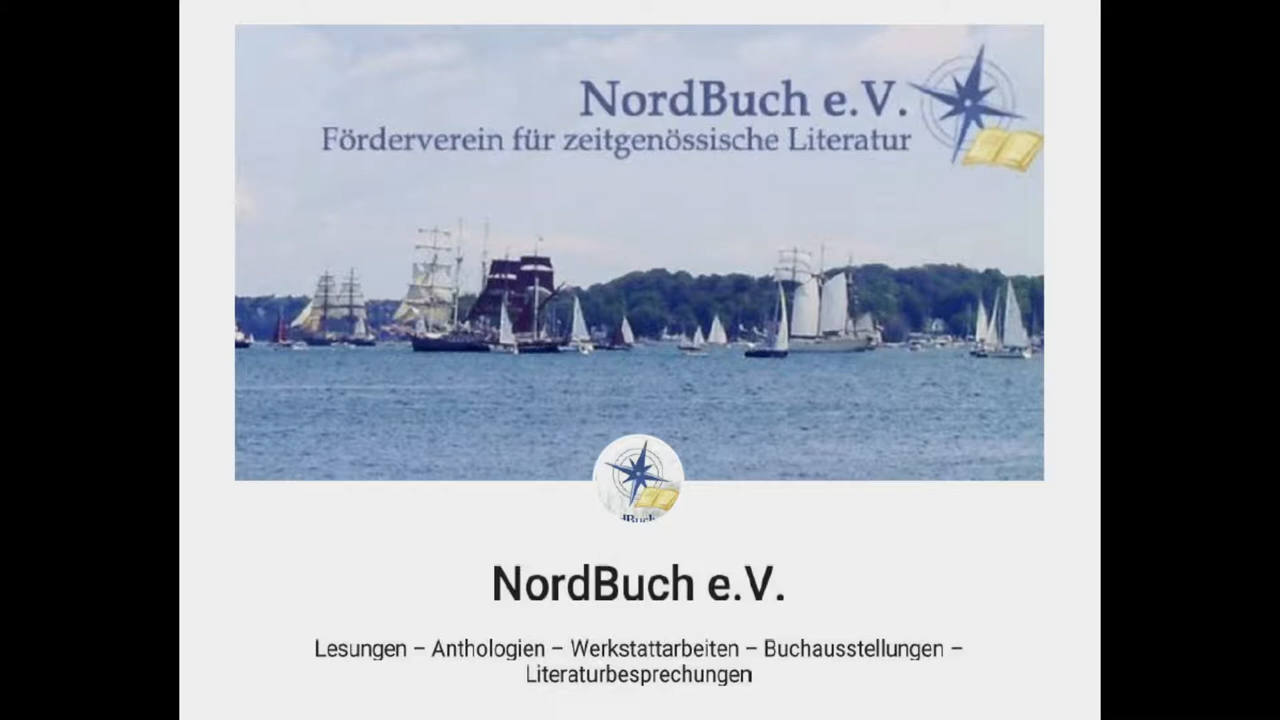 NordBuch e.V.
Förderverein für zeitgenössische Literatur
NordBuch e.V.
Lesungen – Anthologien – Werkstattarbeiten – Buchausstellungen –
Literaturbesprechungen